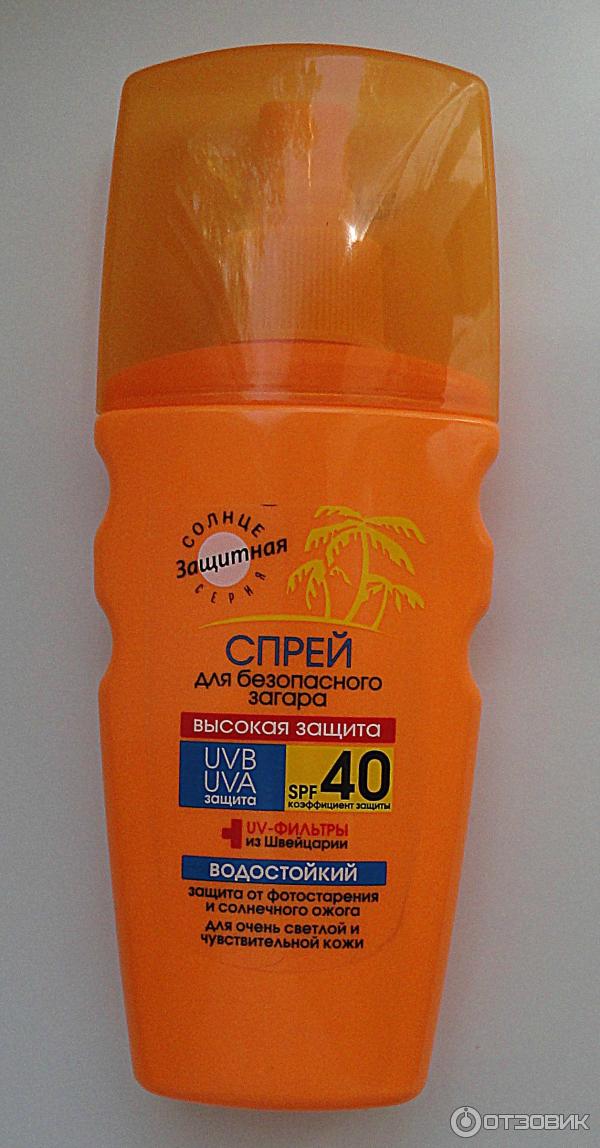 СОЛНЦЕ
Защитная
СЕРИЯ
СПРЕЙ
для безопасного
загара
ВЫСОКАЯ ЗАЩИТА
UVB
UVA
защита
SPF 40
коэффициент защиты
UV-ФИЛЬТРЫ
из Швейцарии
ВОДОСТОЙКИЙ
защита от фотостарения
и солнечного ожога
для очень светлой и
чувствительной кожи
ОТЗОВИК